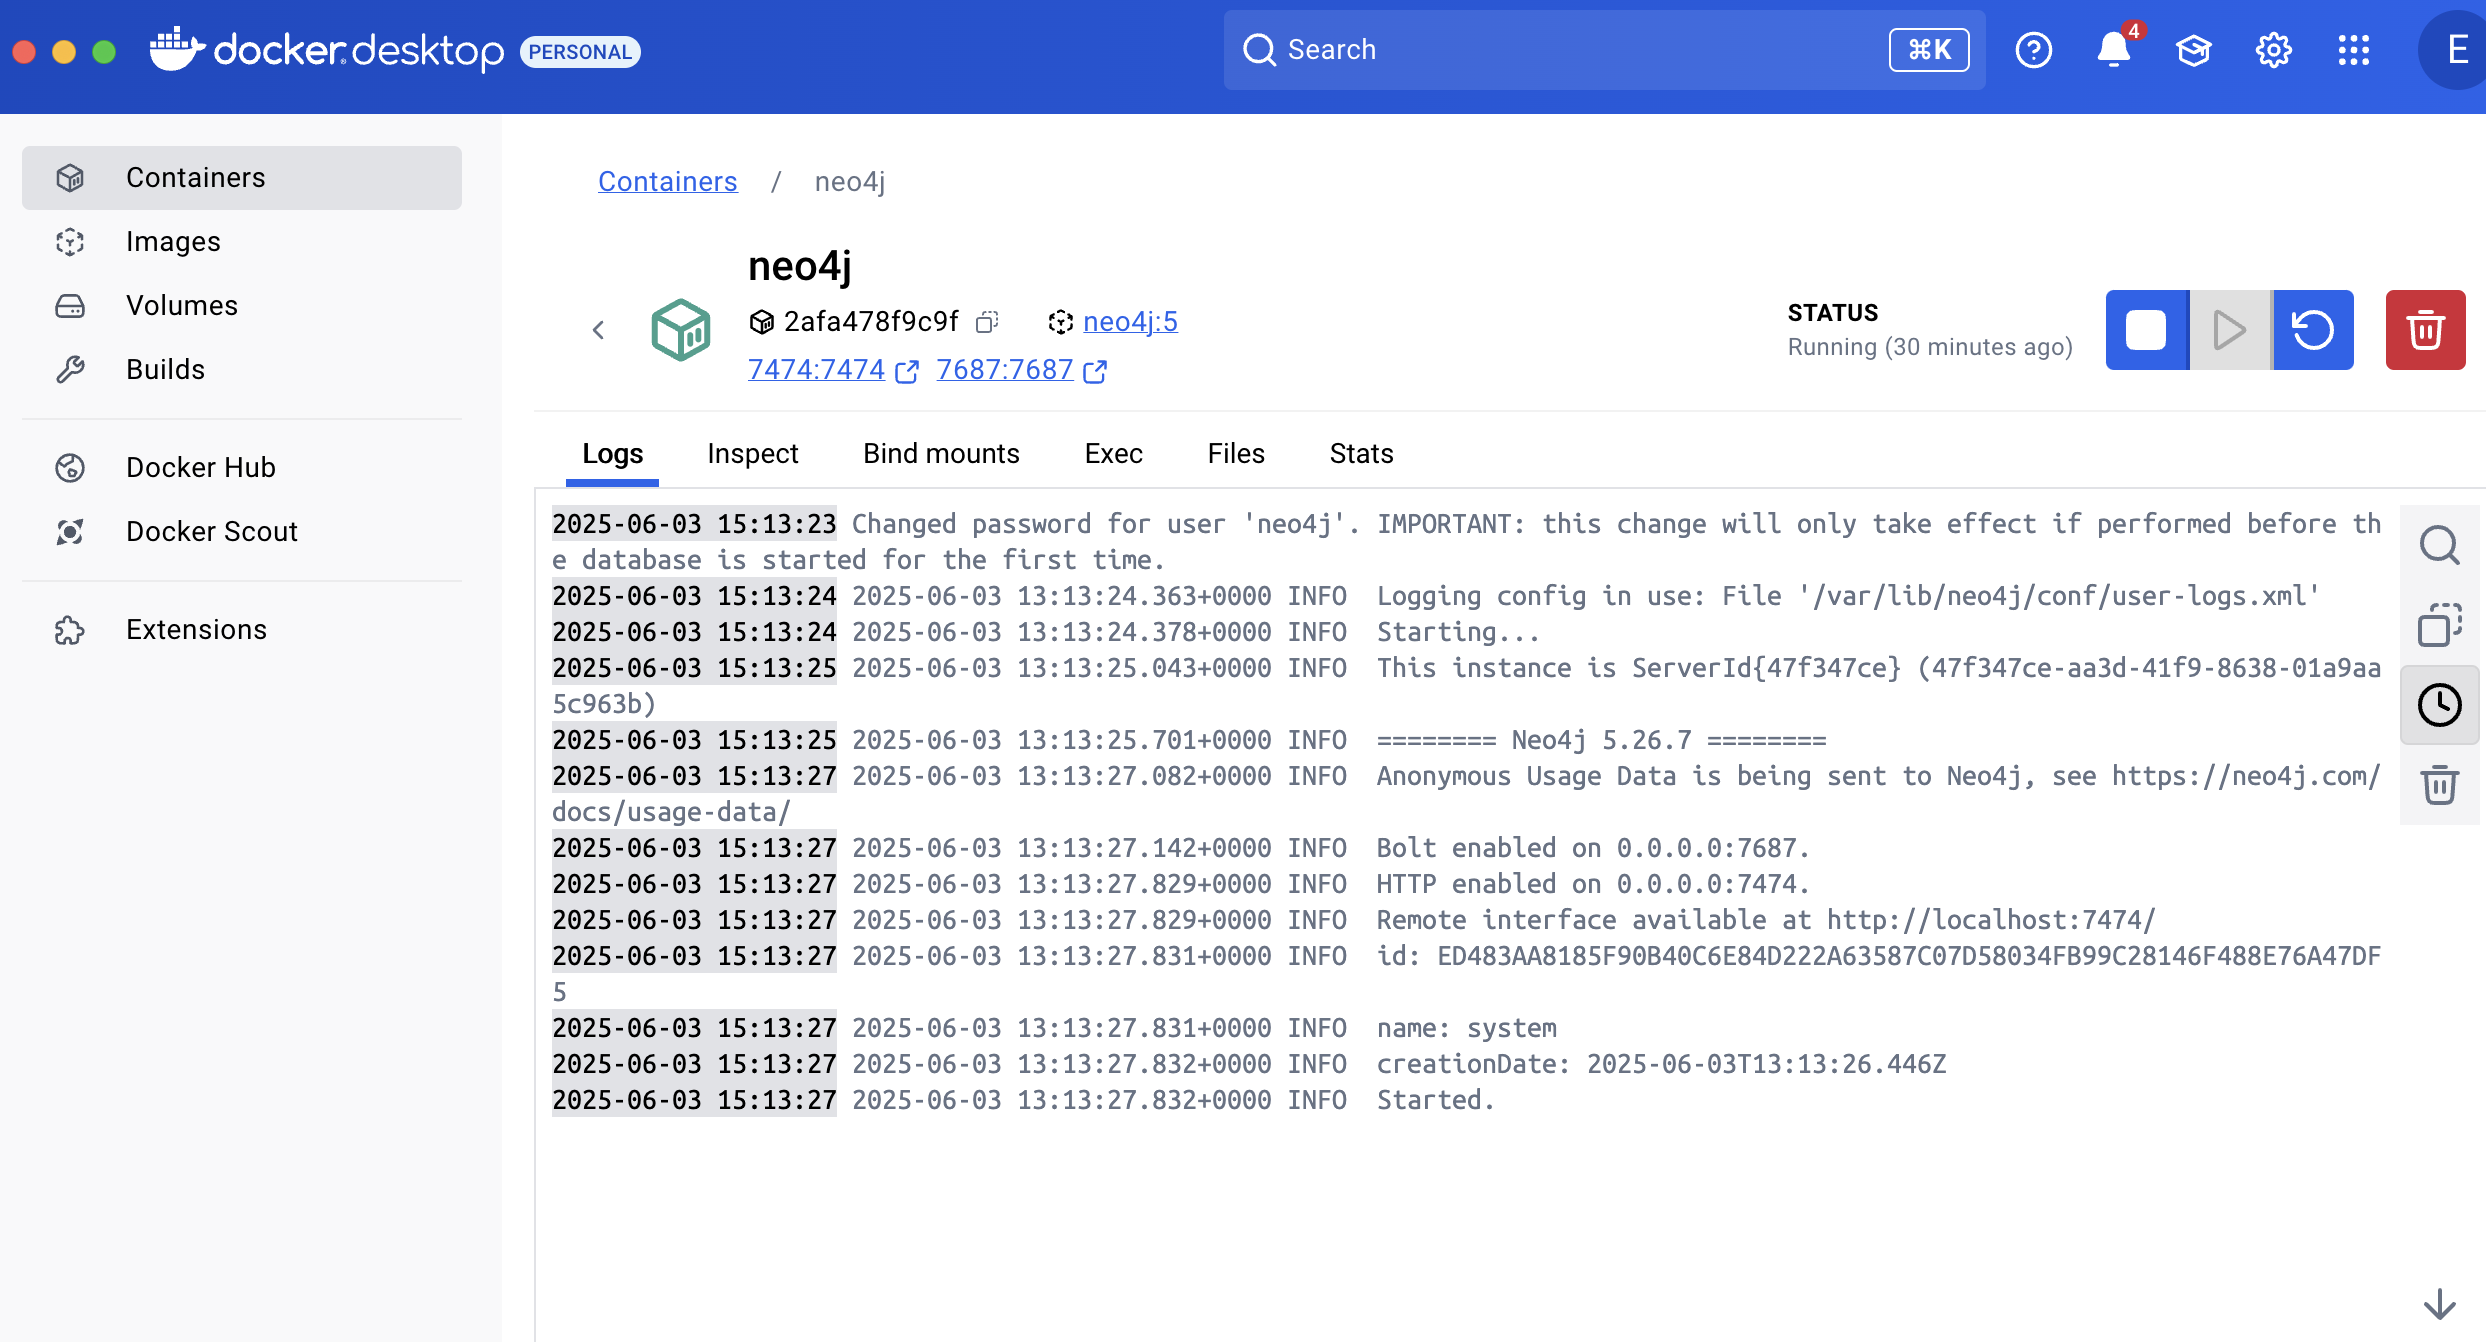 docker desktop PERSONAL
Search
⌘K
4
E
Containers
Images
Volumes
Builds
Docker Hub
Docker Scout
Extensions
Containers / neo4j
neo4j
2afa478f9c9f neo4j:5
7474:7474 7687:7687
STATUS
Running (30 minutes ago)
Logs Inspect Bind mounts Exec Files Stats
2025-06-03 15:13:23 Changed password for user 'neo4j'. IMPORTANT: this change will only take effect if performed before th
e database is started for the first time.
2025-06-03 15:13:24 2025-06-03 13:13:24.363+0000 INFO  Logging config in use: File '/var/lib/neo4j/conf/user-logs.xml'
2025-06-03 15:13:24 2025-06-03 13:13:24.378+0000 INFO  Starting...
2025-06-03 15:13:25 2025-06-03 13:13:25.043+0000 INFO  This instance is ServerId{47f347ce} (47f347ce-aa3d-41f9-8638-01a9aa
5c963b)
2025-06-03 15:13:25 2025-06-03 13:13:25.701+0000 INFO  ======== Neo4j 5.26.7 ========
2025-06-03 15:13:27 2025-06-03 13:13:27.082+0000 INFO  Anonymous Usage Data is being sent to Neo4j, see https://neo4j.com/
docs/usage-data/
2025-06-03 15:13:27 2025-06-03 13:13:27.142+0000 INFO  Bolt enabled on 0.0.0.0:7687.
2025-06-03 15:13:27 2025-06-03 13:13:27.829+0000 INFO  HTTP enabled on 0.0.0.0:7474.
2025-06-03 15:13:27 2025-06-03 13:13:27.829+0000 INFO  Remote interface available at http://localhost:7474/
2025-06-03 15:13:27 2025-06-03 13:13:27.831+0000 INFO  id: ED483AA8185F90B40C6E84D222A63587C07D58034FB99C28146F488E76A47DF
5
2025-06-03 15:13:27 2025-06-03 13:13:27.831+0000 INFO  name: system
2025-06-03 15:13:27 2025-06-03 13:13:27.832+0000 INFO  creationDate: 2025-06-03T13:13:26.446Z
2025-06-03 15:13:27 2025-06-03 13:13:27.832+0000 INFO  Started.